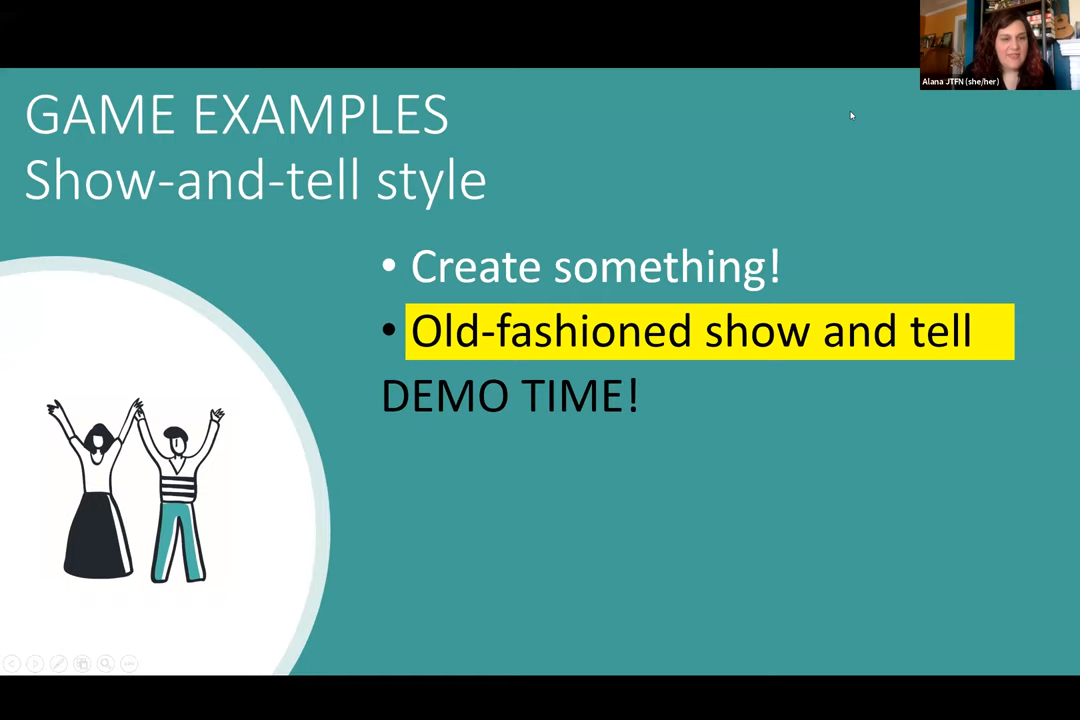 Alana JTFN (she/her)
GAME EXAMPLES
Show-and-tell style
• Create something!
• Old-fashioned show and tell
DEMO TIME!